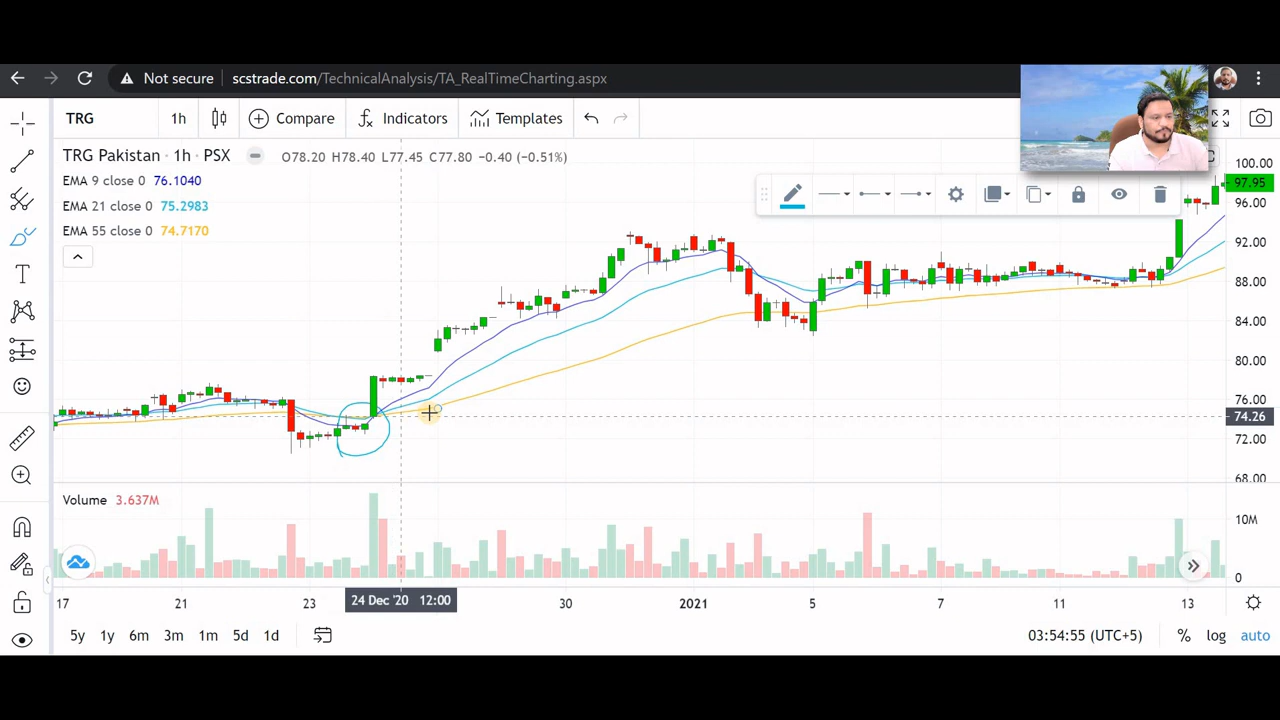 Not secure scstrade.com/TechnicalAnalysis/TA_RealTimeCharting.aspx
TRG 1h Compare Indicators Templates
TRG Pakistan · 1h · PSX O78.20 H78.40 L77.45 C77.80 −0.40 (−0.51%)
EMA 9 close 0 76.1040
EMA 21 close 0 75.2983
EMA 55 close 0 74.7170
100.00
97.95
96.00
92.00
88.00
84.00
80.00
76.00
74.26
72.00
68.00
Volume 3.637M
10M
0
17 21 23 24 Dec '20 12:00 30 2021 5 7 11 13
5y 1y 6m 3m 1m 5d 1d 03:54:55 (UTC+5) % log auto